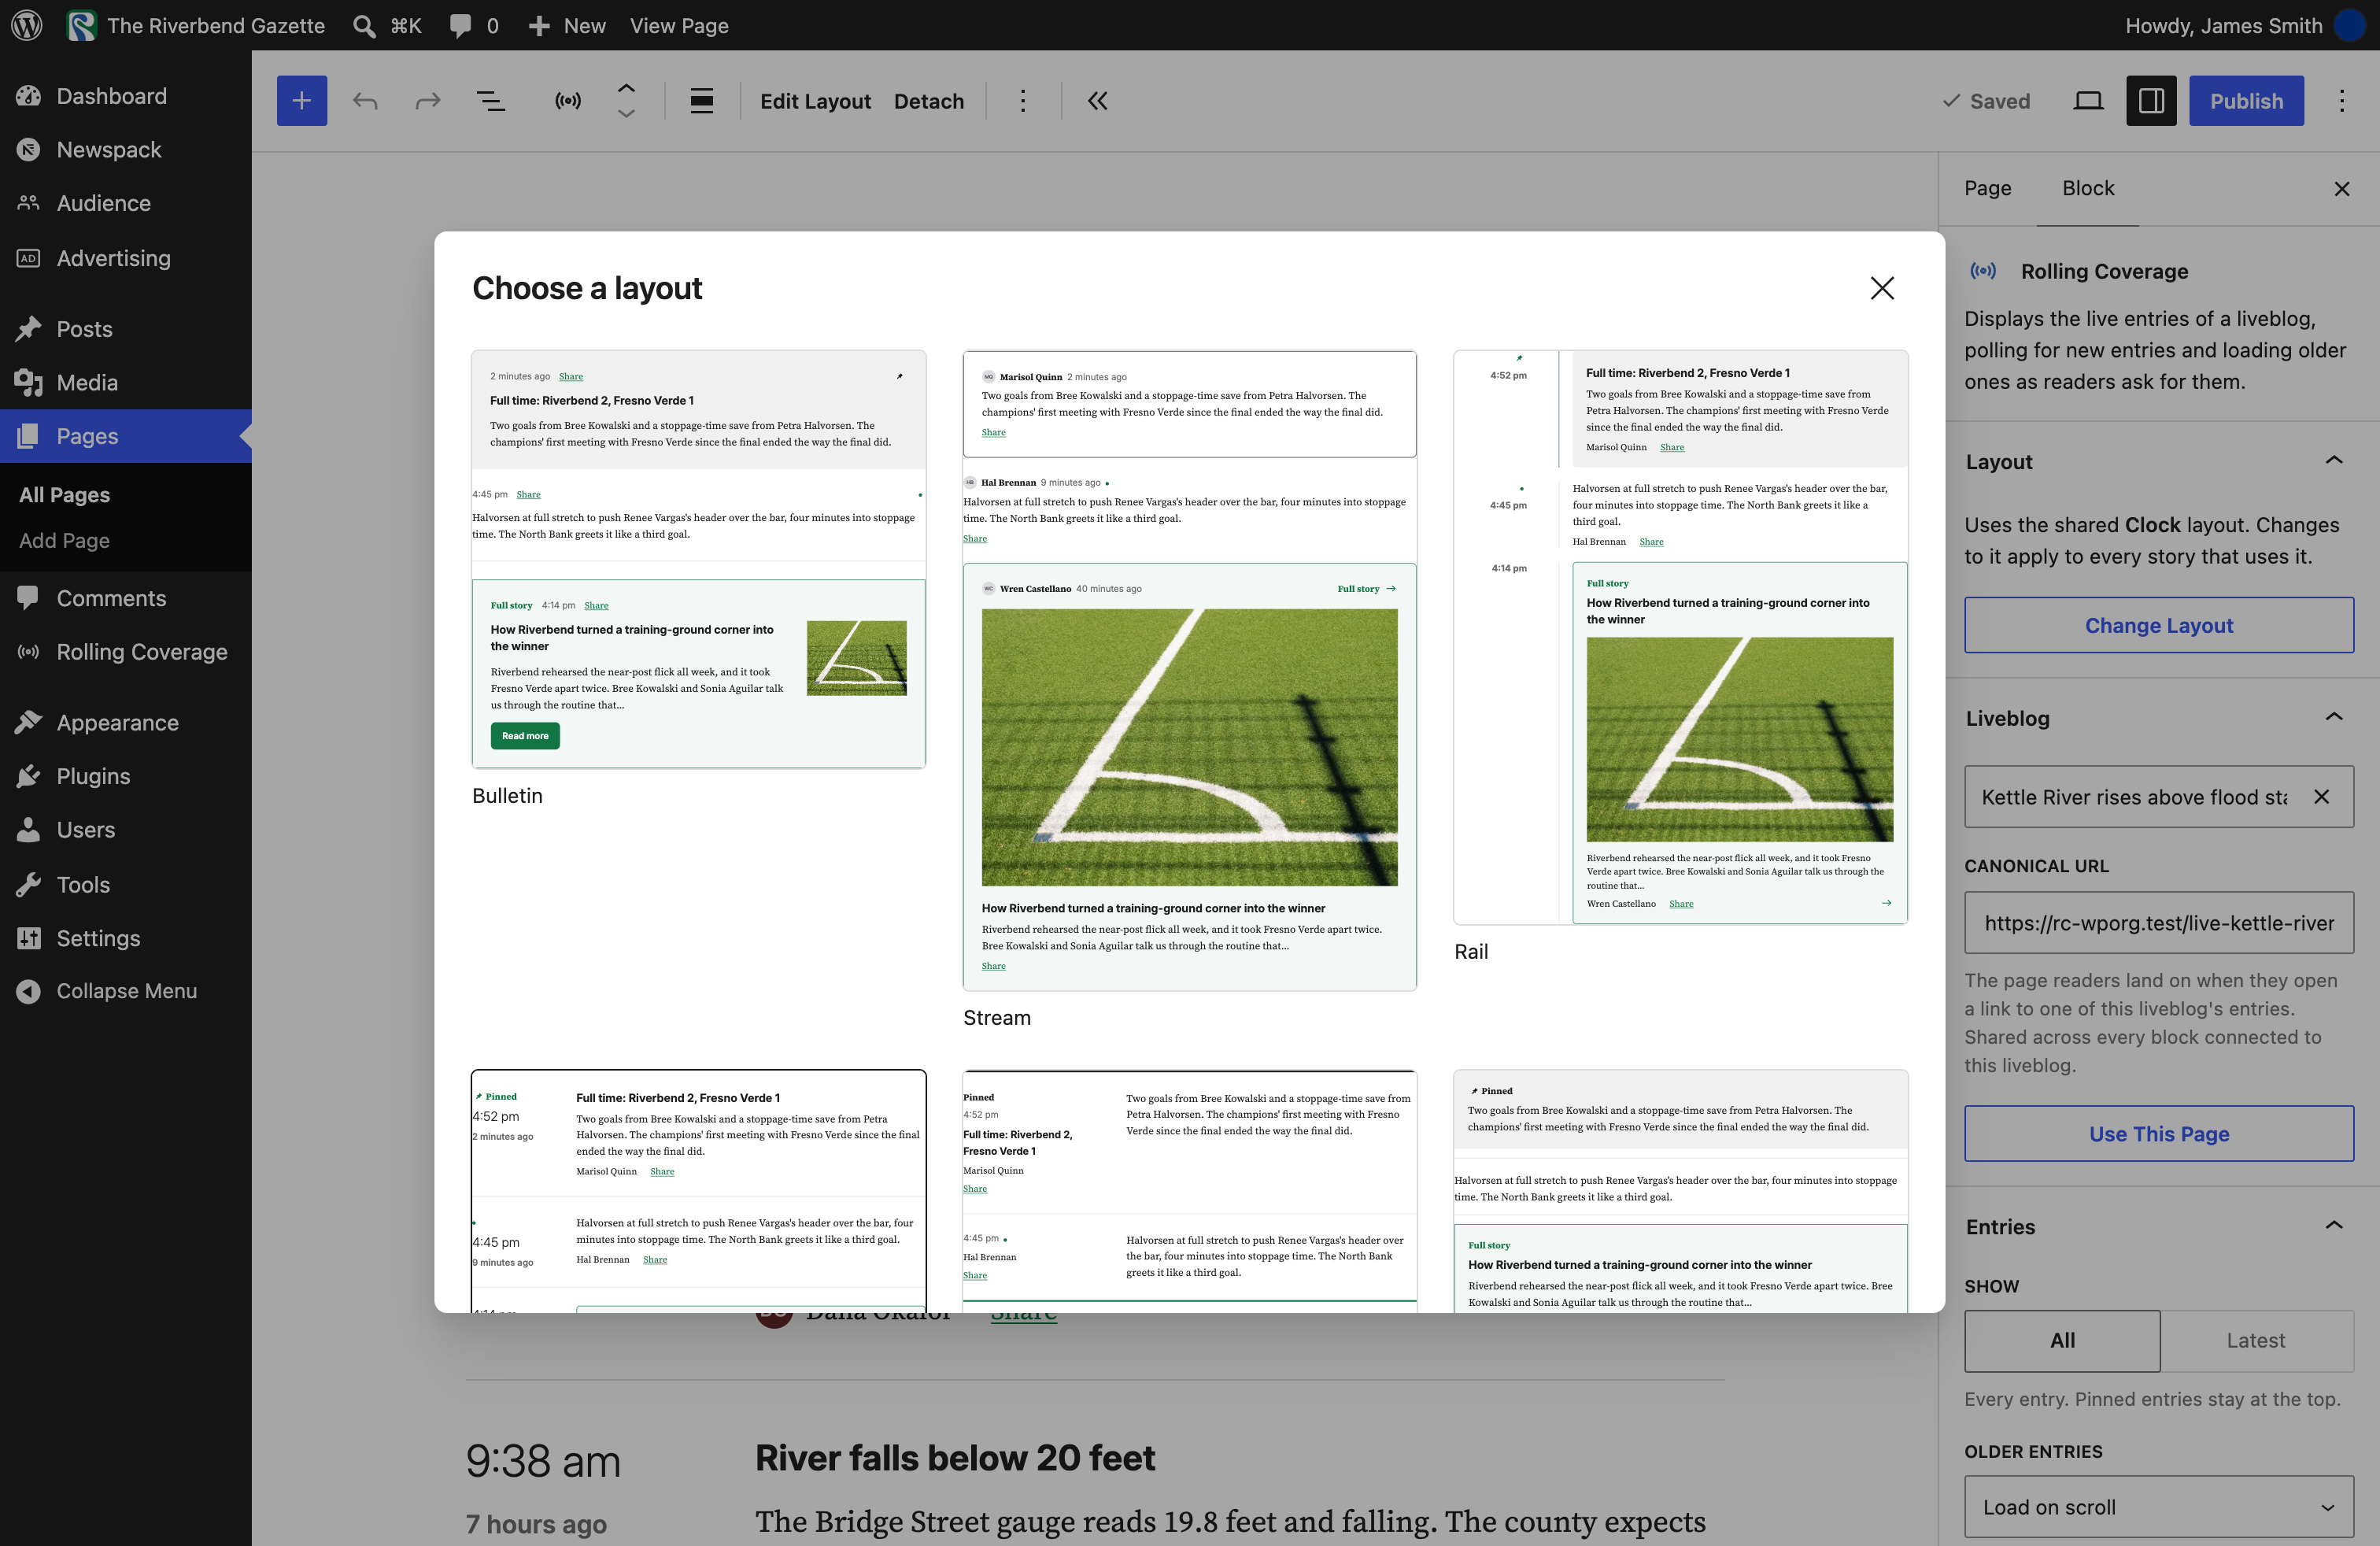 The Riverbend Gazette
⌘K
0
New
View Page
Howdy, James Smith
Dashboard
Newspack
Audience
AD
Advertising
Posts
Media
Pages
All Pages
Add Page
Comments
Rolling Coverage
Appearance
Plugins
Users
Tools
Settings
Collapse Menu
Edit Layout
Detach
Saved
Publish
Choose a layout
2 minutes ago Share
Full time: Riverbend 2, Fresno Verde 1
Two goals from Bree Kowalski and a stoppage-time save from Petra Halvorsen. The
champions' first meeting with Fresno Verde since the final ended the way the final did.
4:45 pm Share
Halvorsen at full stretch to push Renee Vargas's header over the bar, four minutes into stoppage
time. The North Bank greets it like a third goal.
Full story 4:14 pm Share
How Riverbend turned a training-ground corner into
the winner
Riverbend rehearsed the near-post flick all week, and it took
Fresno Verde apart twice. Bree Kowalski and Sonia Aguilar talk
us through the routine that...
Read more
Bulletin
MQ Marisol Quinn 2 minutes ago
Two goals from Bree Kowalski and a stoppage-time save from Petra Halvorsen. The
champions' first meeting with Fresno Verde since the final ended the way the final did.
Share
HB Hal Brennan 9 minutes ago
Halvorsen at full stretch to push Renee Vargas's header over the bar, four minutes into stoppage
time. The North Bank greets it like a third goal.
Share
WC Wren Castellano 40 minutes ago
Full story →
How Riverbend turned a training-ground corner into the winner
Riverbend rehearsed the near-post flick all week, and it took Fresno Verde apart twice.
Bree Kowalski and Sonia Aguilar talk us through the routine that...
Share
Stream
4:52 pm
Full time: Riverbend 2, Fresno Verde 1
Two goals from Bree Kowalski and a stoppage-time save from
Petra Halvorsen. The champions' first meeting with Fresno Verde
since the final ended the way the final did.
Marisol Quinn Share
4:45 pm
Halvorsen at full stretch to push Renee Vargas's header over the bar,
four minutes into stoppage time. The North Bank greets it like a
third goal.
Hal Brennan Share
4:14 pm
Full story
How Riverbend turned a training-ground corner into
the winner
Riverbend rehearsed the near-post flick all week, and it took Fresno
Verde apart twice. Bree Kowalski and Sonia Aguilar talk us through the
routine that...
Wren Castellano Share →
Rail
Pinned
4:52 pm
2 minutes ago
Full time: Riverbend 2, Fresno Verde 1
Two goals from Bree Kowalski and a stoppage-time save from Petra
Halvorsen. The champions' first meeting with Fresno Verde since the final
ended the way the final did.
Marisol Quinn Share
4:45 pm
9 minutes ago
Halvorsen at full stretch to push Renee Vargas's header over the bar, four
minutes into stoppage time. The North Bank greets it like a third goal.
Hal Brennan Share
4:14 pm
Pinned
4:52 pm
Full time: Riverbend 2,
Fresno Verde 1
Marisol Quinn
Share
Two goals from Bree Kowalski and a stoppage-time save from
Petra Halvorsen. The champions' first meeting with Fresno
Verde since the final ended the way the final did.
4:45 pm
Hal Brennan
Share
Halvorsen at full stretch to push Renee Vargas's header over
the bar, four minutes into stoppage time. The North Bank
greets it like a third goal.
Pinned
Two goals from Bree Kowalski and a stoppage-time save from Petra Halvorsen. The
champions' first meeting with Fresno Verde since the final ended the way the final did.
Halvorsen at full stretch to push Renee Vargas's header over the bar, four minutes into stoppage
time. The North Bank greets it like a third goal.
Full story
How Riverbend turned a training-ground corner into the winner
Riverbend rehearsed the near-post flick all week, and it took Fresno Verde apart twice. Bree
Kowalski and Sonia Aguilar talk us through the routine that...
DO Dana Okafor Share
9:38 am
7 hours ago
River falls below 20 feet
The Bridge Street gauge reads 19.8 feet and falling. The county expects
Page
Block
Rolling Coverage
Displays the live entries of a liveblog,
polling for new entries and loading older
ones as readers ask for them.
Layout
Uses the shared Clock layout. Changes
to it apply to every story that uses it.
Change Layout
Liveblog
Kettle River rises above flood sta
CANONICAL URL
https://rc-wporg.test/live-kettle-river
The page readers land on when they open
a link to one of this liveblog's entries.
Shared across every block connected to
this liveblog.
Use This Page
Entries
SHOW
All
Latest
Every entry. Pinned entries stay at the top.
OLDER ENTRIES
Load on scroll